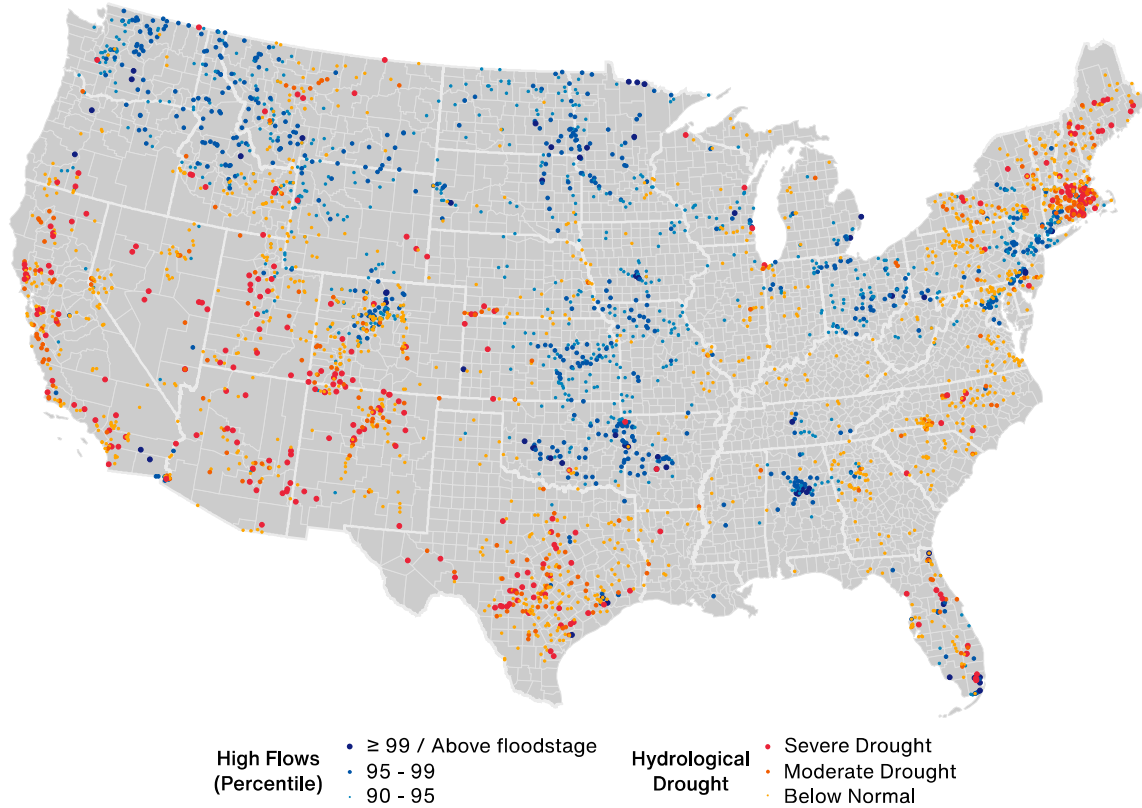 High Flows
(Percentile)
≥ 99 / Above floodstage
95 - 99
90 - 95
Hydrological
Drought
Severe Drought
Moderate Drought
Below Normal